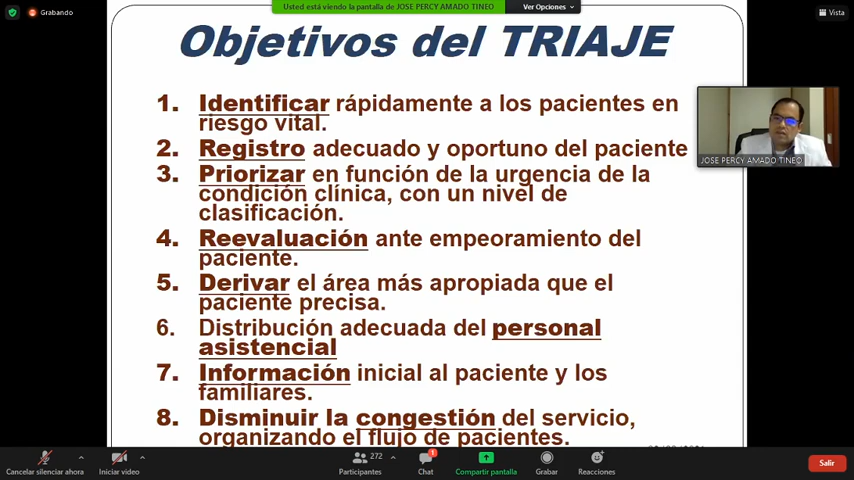 Grabando
Usted está viendo la pantalla de JOSE PERCY AMADO TINEO
Ver Opciones
Vista
Objetivos del TRIAJE
1. Identificar rápidamente a los pacientes en
riesgo vital.
2. Registro adecuado y oportuno del paciente
3. Priorizar en función de la urgencia de la
condición clínica, con un nivel de
clasificación.
4. Reevaluación ante empeoramiento del
paciente.
5. Derivar el área más apropiada que el
paciente precisa.
6. Distribución adecuada del personal
asistencial
7. Información inicial al paciente y los
familiares.
8. Disminuir la congestión del servicio,
organizando el flujo de pacientes.
JOSE PERCY AMADO TINEO
Cancelar silenciar ahora
Iniciar video
272
Participantes
1
Chat
Compartir pantalla
Grabar
Reacciones
Salir